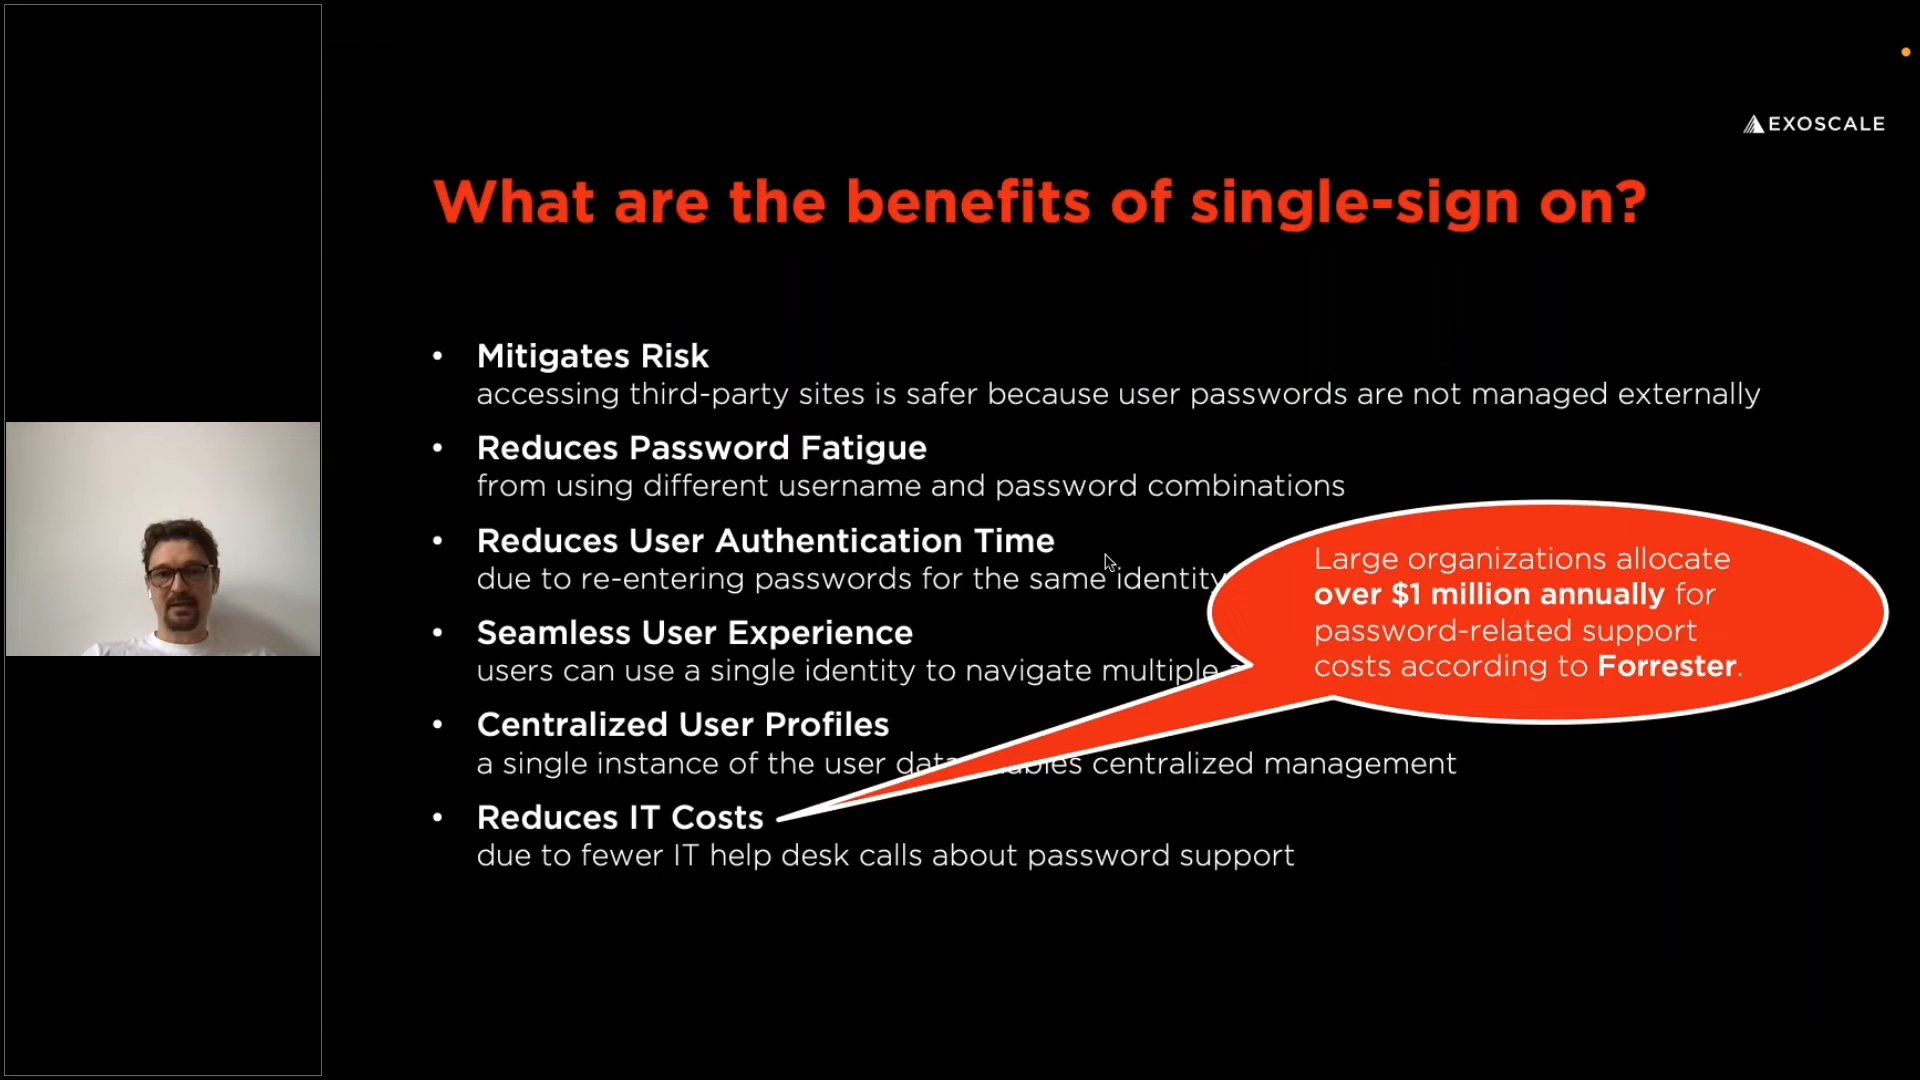 EXOSCALE
What are the benefits of single-sign on?
• Mitigates Risk
accessing third-party sites is safer because user passwords are not managed externally
• Reduces Password Fatigue
from using different username and password combinations
• Reduces User Authentication Time
due to re-entering passwords for the same identity
• Seamless User Experience
users can use a single identity to navigate multiple
• Centralized User Profiles
a single instance of the user data centralized management
• Reduces IT Costs
due to fewer IT help desk calls about password support
Large organizations allocate
over $1 million annually for
password-related support
costs according to Forrester.